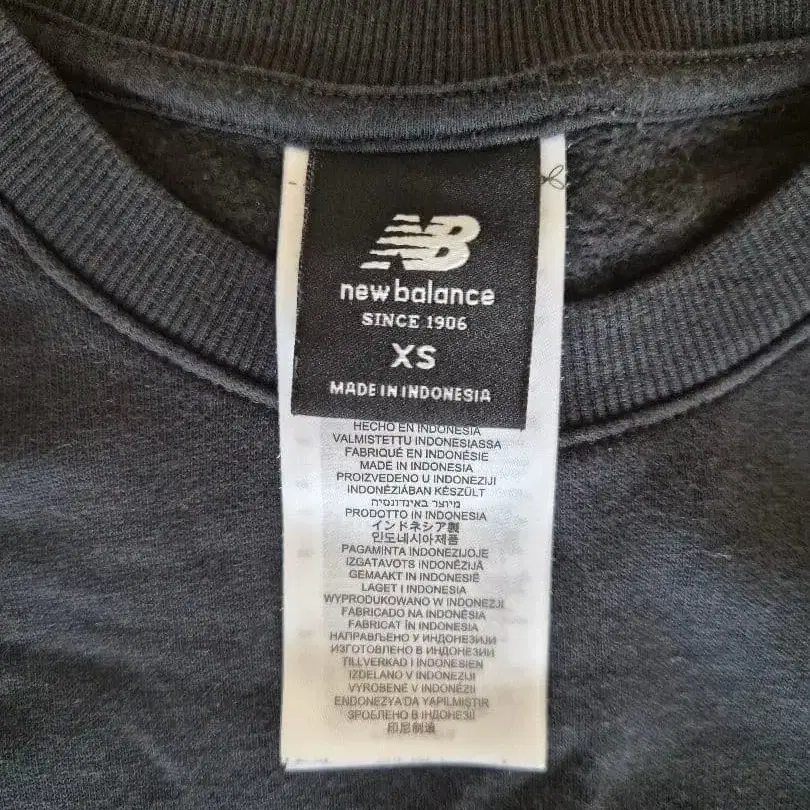 NB
new balance
SINCE 1906
XS
MADE IN INDONESIA
HECHO EN INDONESIA
VALMISTETTU INDONESIASSA
FABRIQUÉ EN INDONÉSIE
MADE IN INDONESIA
PROIZVEDENO U INDONEZIJI
INDONÉZIÁBAN KÉSZÜLT
מיוצר באינדונסיה
PRODOTTO IN INDONESIA
インドネシア製
인도네시아제품
PAGAMINTA INDONEZIJOJE
IZGATAVOTS INDONĒZIJĀ
GEMAAKT IN INDONESIË
LAGET I INDONESIA
WYPRODUKOWANO W INDONEZJI
FABRICADO NA INDONÉSIA
FABRICAT ÎN INDONESIA
НАПРАВЉЕНО У ИНДОНЕЗИЈИ
ИЗГОТОВЛЕНО В ИНДОНЕЗИИ
TILLVERKAD I INDONESIEN
IZDELANO V INDONEZIJI
VYROBENÉ V INDONÉZII
ENDONEZYA'DA YAPILMIŞTIR
ЗРОБЛЕНО В ІНДОНЕЗІЇ
印尼制造